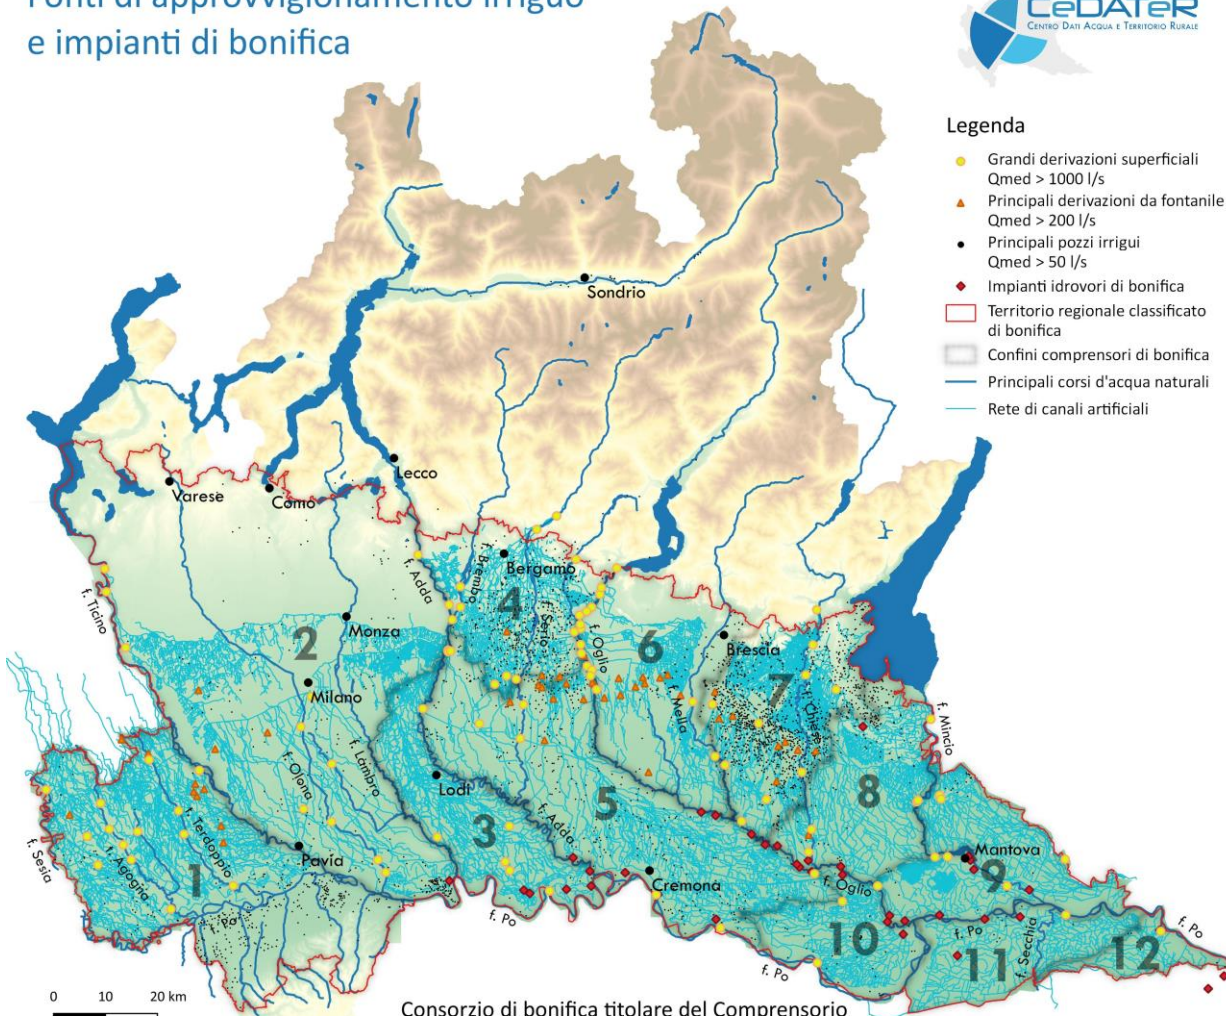 Fonti di approvvigionamento irriguo
e impianti di bonifica
CeDATeR
CENTRO DATI ACQUA E TERRITORIO RURALE
Legenda
Grandi derivazioni superficiali
Qmed > 1000 l/s
Principali derivazioni da fontanile
Qmed > 200 l/s
Principali pozzi irrigui
Qmed > 50 l/s
Impianti idrovori di bonifica
Territorio regionale classificato
di bonifica
Confini comprensori di bonifica
Principali corsi d'acqua naturali
Rete di canali artificiali
Sondrio
Lecco
Varese
Como
f. Adda
f. Brembo
Bergamo
4
f. Serio
f. Ticino
f. Oglio
2
Monza
6
Brescia
7
Milano
f. Mella
f. Chiese
f. Mincio
f. Olona
f. Lambro
Lodi
5
8
3
f. Adda
f. Sesia
f. Agogna
f. Terdoppio
1
Pavia
Cremona
Mantova
9
f. Oglio
f. Po
f. Po
f. Po
f. Po
f. Po
10
11
f. Secchia
12
0 10 20 km
Consorzio di bonifica titolare del Comprensorio